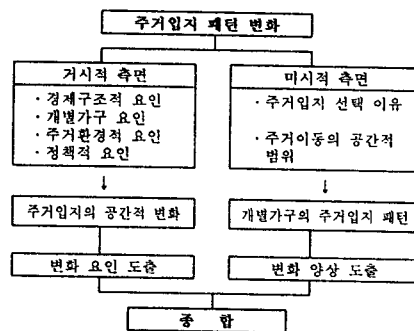 주거입지 패턴 변화
거시적 측면
· 경제구조적 요인
· 개별가구 요인
· 주거환경적 요인
· 정책적 요인
미시적 측면
· 주거입지 선택 이유
· 주거이동의 공간적
범위
↓
↓
주거입지의 공간적 변화
개별가구의 주거입지 패턴
변화 요인 도출
변화 양상 도출
종 합